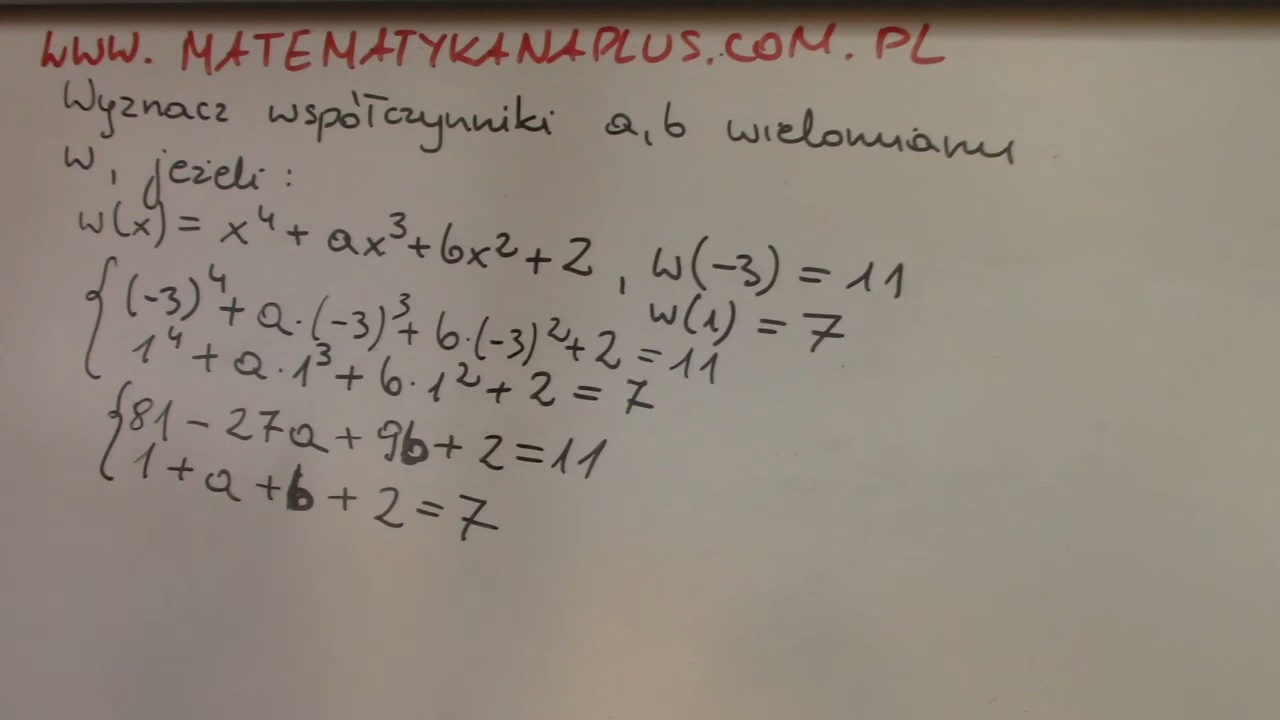 WWW. MATEMATYKANAPLUS.COM.PL
Wyznacz współczynniki a, b wielomianu
W, jeżeli:
W(x) = x⁴ + ax³ + bx² + 2, W(-3) = 11
W(1) = 7
(-3)⁴ + a·(-3)³ + b·(-3)² + 2 = 11
1⁴ + a·1³ + b·1² + 2 = 7
81 - 27a + 9b + 2 = 11
1 + a + b + 2 = 7